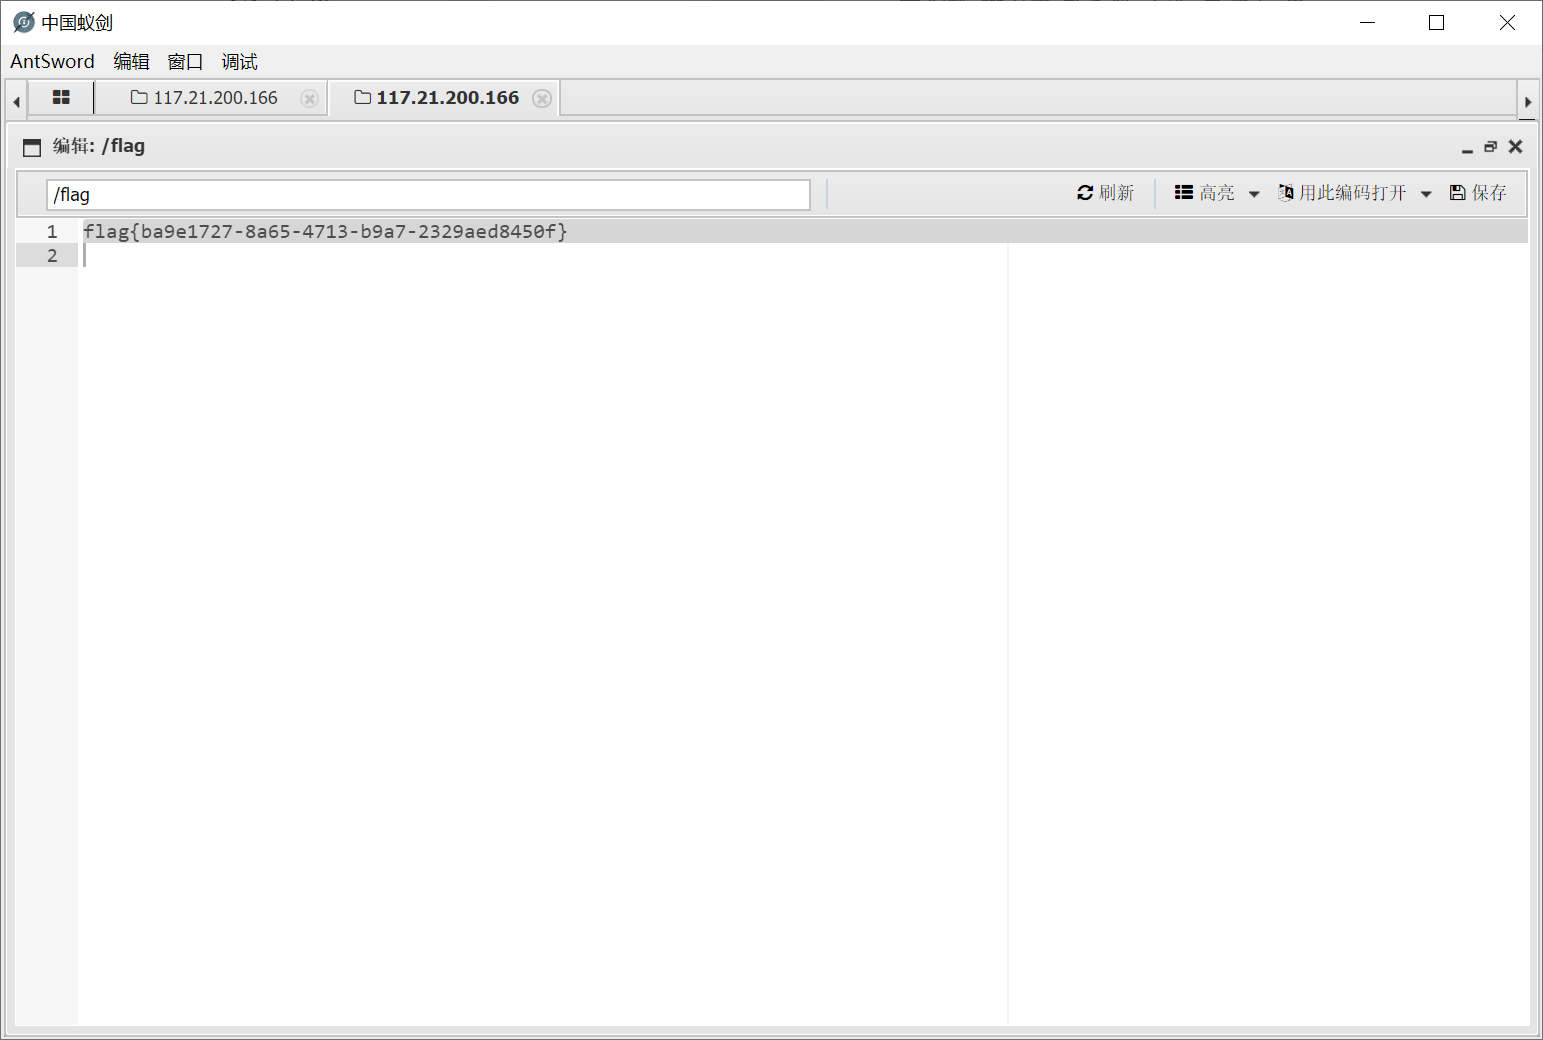 中国蚁剑
AntSword 编辑 窗口 调试
117.21.200.166 117.21.200.166
编辑: /flag
/flag 刷新 高亮 用此编码打开 保存
1 flag{ba9e1727-8a65-4713-b9a7-2329aed8450f}
2